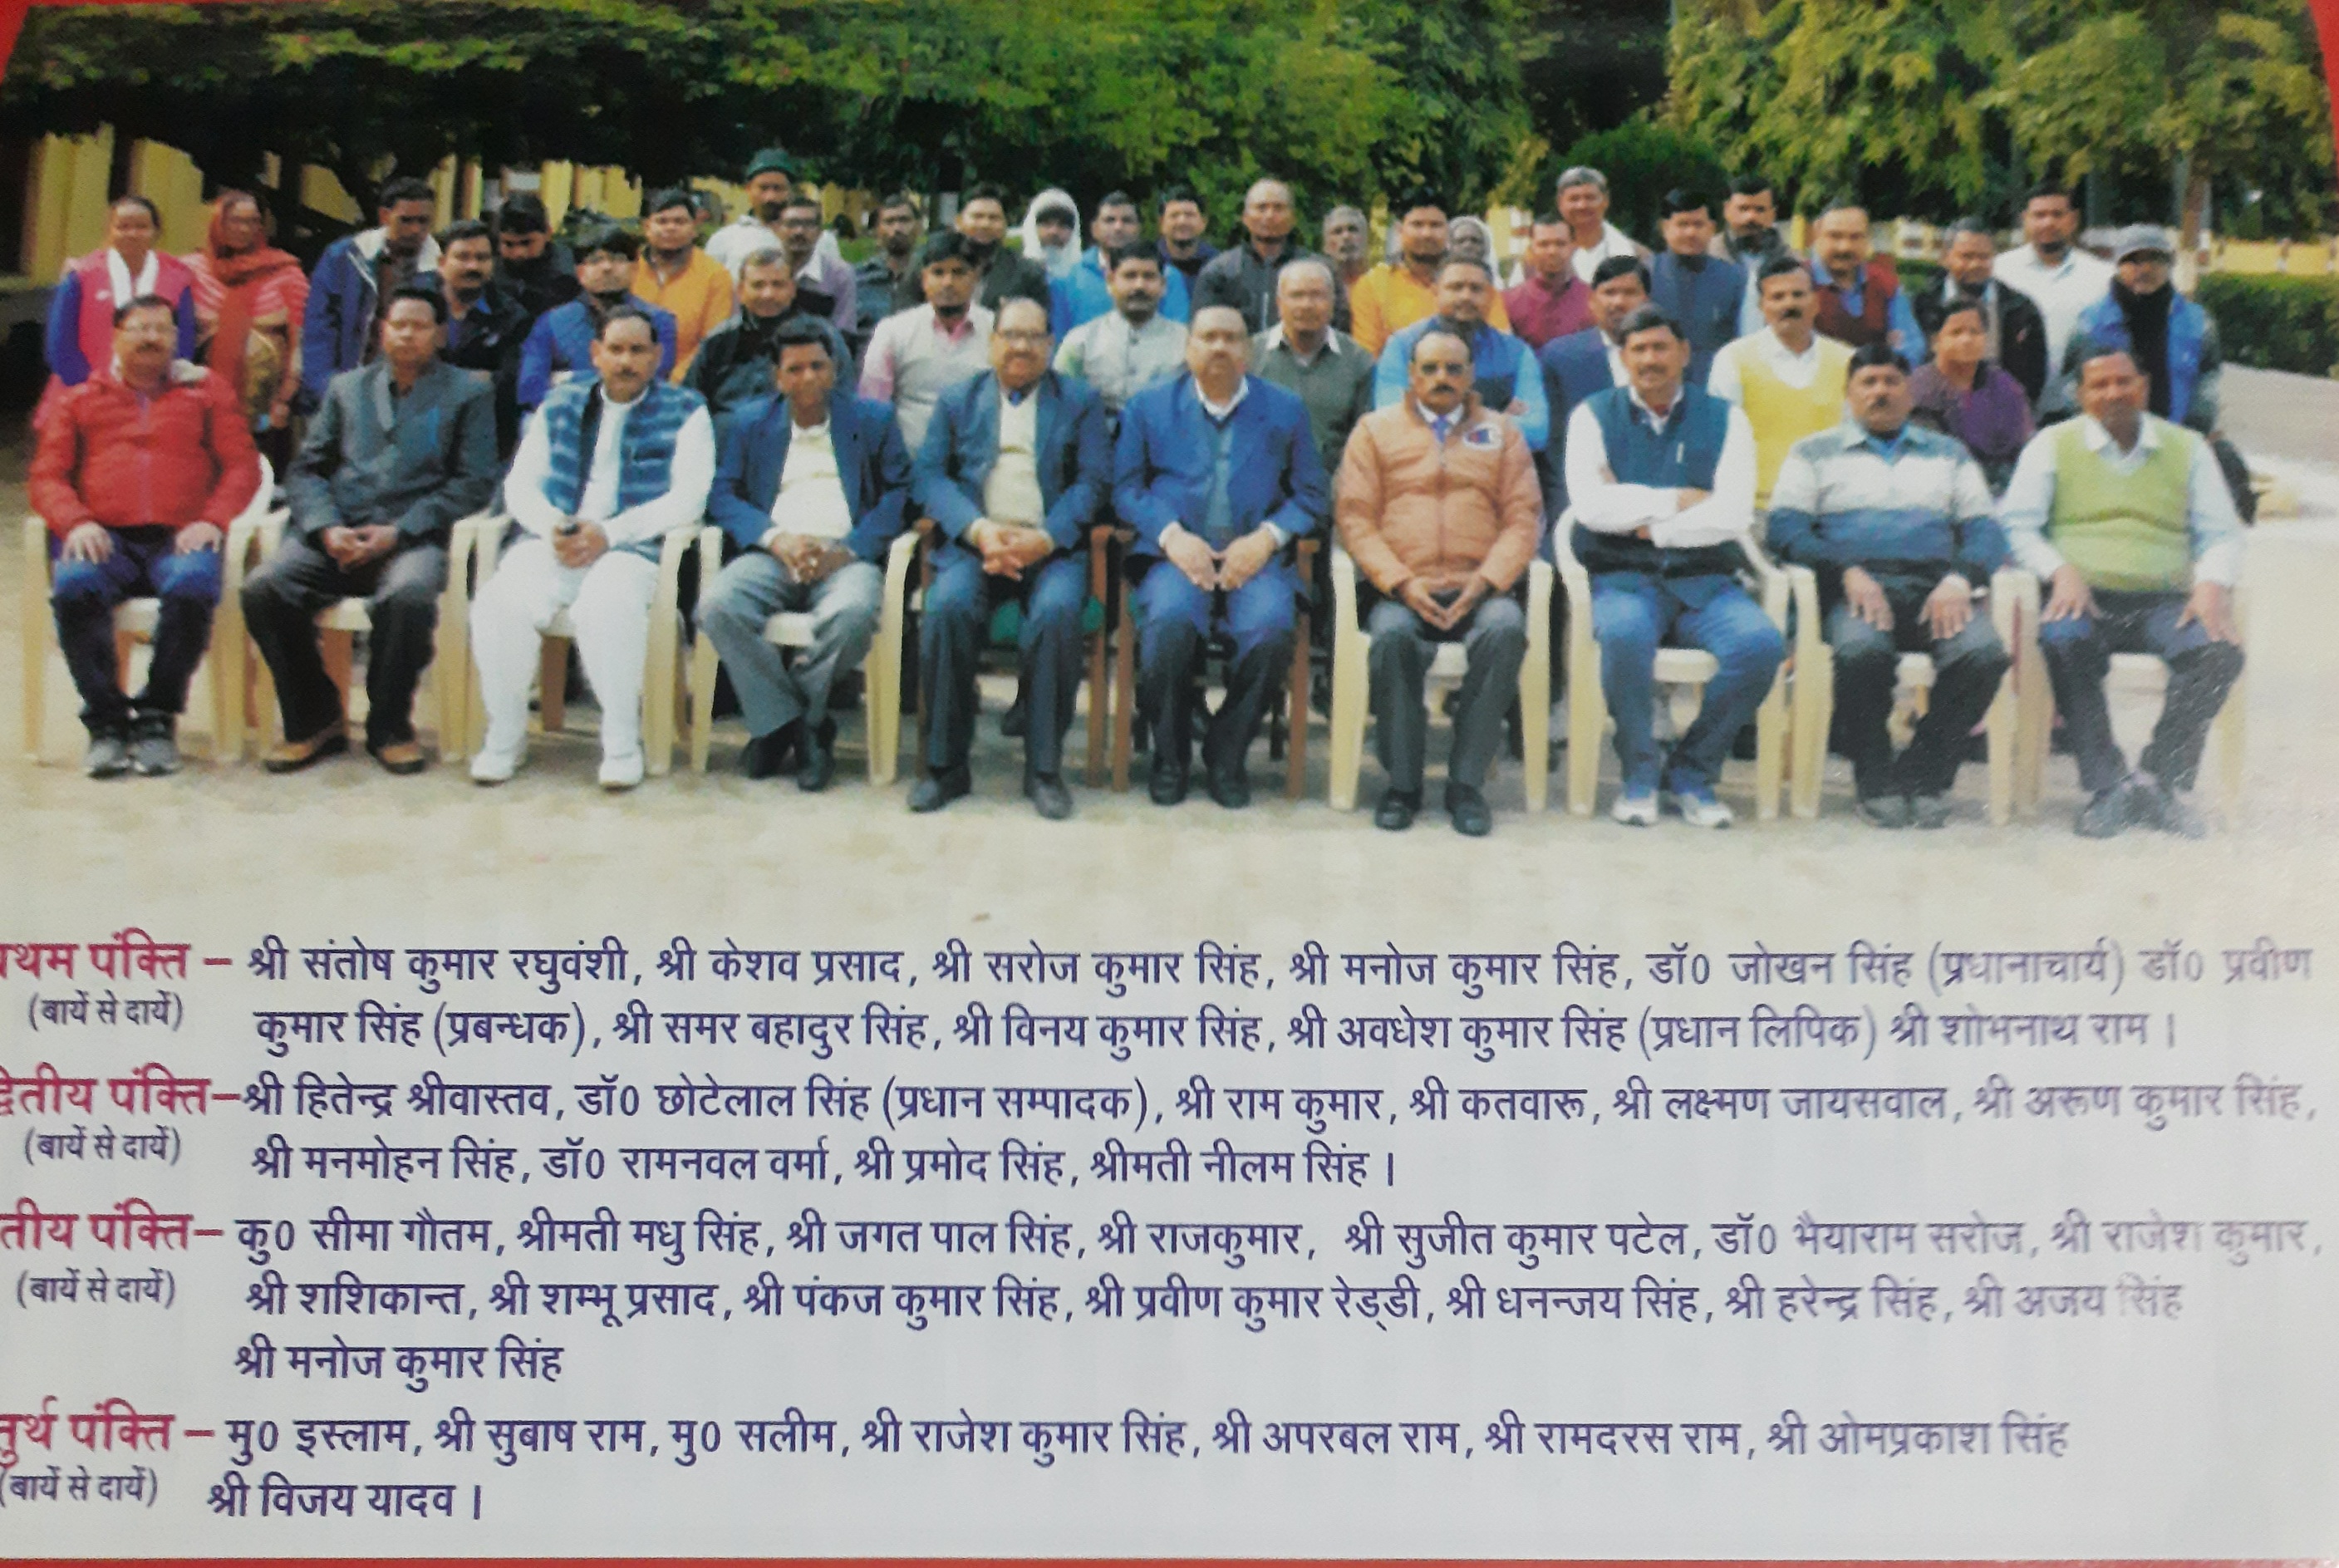 प्रथम पंक्ति – श्री संतोष कुमार रघुवंशी, श्री केशव प्रसाद, श्री सरोज कुमार सिंह, श्री मनोज कुमार सिंह, डॉ0 जोखन सिंह (प्रधानाचार्य) डॉ0 प्रवीण
(बायें से दायें) कुमार सिंह (प्रबन्धक), श्री समर बहादुर सिंह, श्री विनय कुमार सिंह, श्री अवधेश कुमार सिंह (प्रधान लिपिक) श्री शोभनाथ राम।
द्वितीय पंक्ति–श्री हितेन्द्र श्रीवास्तव, डॉ0 छोटेलाल सिंह (प्रधान सम्पादक), श्री राम कुमार, श्री कतवारू, श्री लक्ष्मण जायसवाल, श्री अरूण कुमार सिंह,
(बायें से दायें) श्री मनमोहन सिंह, डॉ0 रामनवल वर्मा, श्री प्रमोद सिंह, श्रीमती नीलम सिंह।
तीय पंक्ति– कु0 सीमा गौतम, श्रीमती मधु सिंह, श्री जगत पाल सिंह, श्री राजकुमार, श्री सुजीत कुमार पटेल, डॉ0 भैयाराम सरोज, श्री राजेश कुमार,
(बायें से दायें) श्री शशिकान्त, श्री शम्भू प्रसाद, श्री पंकज कुमार सिंह, श्री प्रवीण कुमार रेड्डी, श्री धनन्जय सिंह, श्री हरेन्द्र सिंह, श्री अजय सिंह
श्री मनोज कुमार सिंह
तुर्थ पंक्ति – मु0 इस्लाम, श्री सुबाष राम, मु0 सलीम, श्री राजेश कुमार सिंह, श्री अपरबल राम, श्री रामदरस राम, श्री ओमप्रकाश सिंह
(बायें से दायें) श्री विजय यादव।